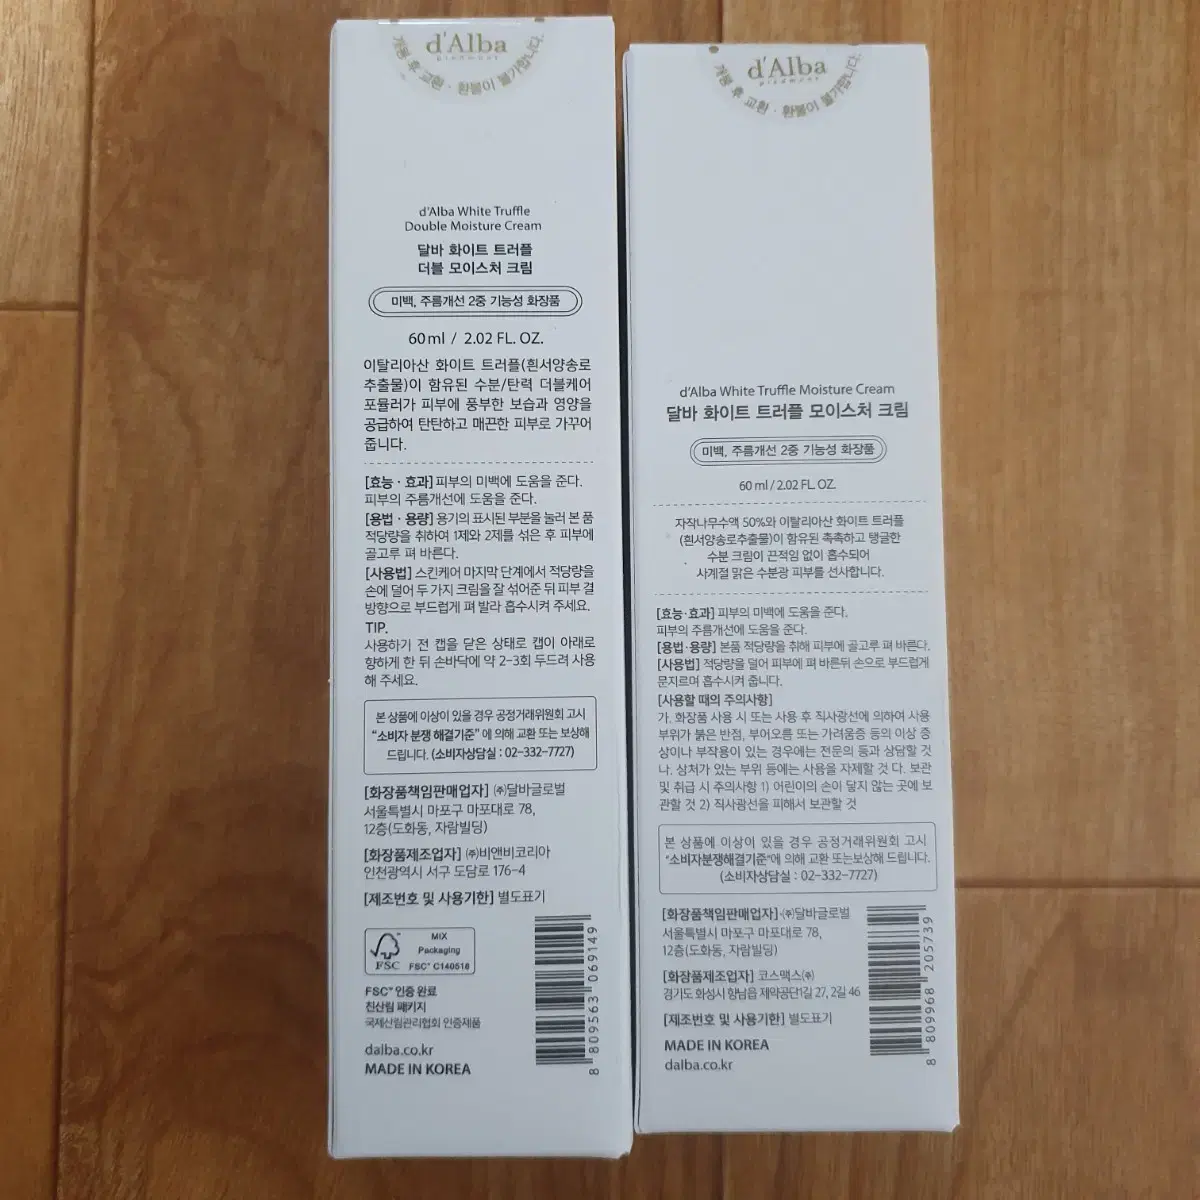 d'Alba
piedmont
개봉 후 교환·환불이 불가합니다.
d'Alba White Truffle
Double Moisture Cream
달바 화이트 트러플
더블 모이스처 크림
미백, 주름개선 2중 기능성 화장품
60ml / 2.02 FL. OZ.
이탈리아산 화이트 트러플(흰서양송로
추출물)이 함유된 수분/탄력 더블케어
포뮬러가 피부에 풍부한 보습과 영양을
공급하여 탄탄하고 매끈한 피부로 가꾸어
줍니다.
[효능·효과] 피부의 미백에 도움을 준다.
피부의 주름개선에 도움을 준다.
[용법·용량] 용기의 표시된 부분을 눌러 본 품
적당량을 취하여 1제와 2제를 섞은 후 피부에
골고루 펴 바른다.
[사용법] 스킨케어 마지막 단계에서 적당량을
손에 덜어 두 가지 크림을 잘 섞어준 뒤 피부 결
방향으로 부드럽게 펴 발라 흡수시켜 주세요.
TIP.
사용하기 전 캡을 닫은 상태로 캡이 아래로
향하게 한 뒤 손바닥에 약 2-3회 두드려 사용
해 주세요.
본 상품에 이상이 있을 경우 공정거래위원회 고시
"소비자 분쟁 해결기준" 에 의해 교환 또는 보상해
드립니다. (소비자상담실 : 02-332-7727)
[화장품책임판매업자] ㈜달바글로벌
서울특별시 마포구 마포대로 78,
12층(도화동, 자람빌딩)
[화장품제조업자] ㈜비앤비코리아
인천광역시 서구 도담로 176-4
[제조번호 및 사용기한] 별도표기
FSC
MIX
Packaging
FSC® C140518
FSC™ 인증 완료
친산림 패키지
국제산림관리협회 인증제품
dalba.co.kr
MADE IN KOREA
8 809563 069149
d'Alba
piedmont
개봉 후 교환·환불이 불가합니다.
d'Alba White Truffle Moisture Cream
달바 화이트 트러플 모이스처 크림
미백, 주름개선 2중 기능성 화장품
60 ml / 2.02 FL. OZ.
자작나무수액 50%와 이탈리아산 화이트 트러플
(흰서양송로추출물)이 함유된 촉촉하고 탱글한
수분 크림이 끈적임 없이 흡수되어
사계절 맑은 수분광 피부를 선사합니다.
[효능·효과] 피부의 미백에 도움을 준다.
피부의 주름개선에 도움을 준다.
[용법·용량] 본품 적당량을 취해 피부에 골고루 펴 바른다.
[사용법] 적당량을 덜어 피부에 펴 바른뒤 손으로 부드럽게
문지르며 흡수시켜 줍니다.
[사용할 때의 주의사항]
가. 화장품 사용 시 또는 사용 후 직사광선에 의하여 사용
부위가 붉은 반점, 부어오름 또는 가려움증 등의 이상 증
상이나 부작용이 있는 경우에는 전문의 등과 상담할 것
나. 상처가 있는 부위 등에는 사용을 자제할 것 다. 보관
및 취급 시 주의사항 1) 어린이의 손이 닿지 않는 곳에 보
관할 것 2) 직사광선을 피해서 보관할 것
본 상품에 이상이 있을 경우 공정거래위원회 고시
"소비자분쟁해결기준"에 의해 교환 또는보상해 드립니다.
(소비자상담실 : 02-332-7727)
[화장품책임판매업자]·㈜달바글로벌
서울특별시 마포구 마포대로 78,
12층(도화동, 자람빌딩)
[화장품제조업자] 코스맥스㈜
경기도 화성시 향남읍 제약공단1길 27, 2길 46
[제조번호 및 사용기한] 별도표기
MADE IN KOREA
dalba.co.kr
8 809968 205739